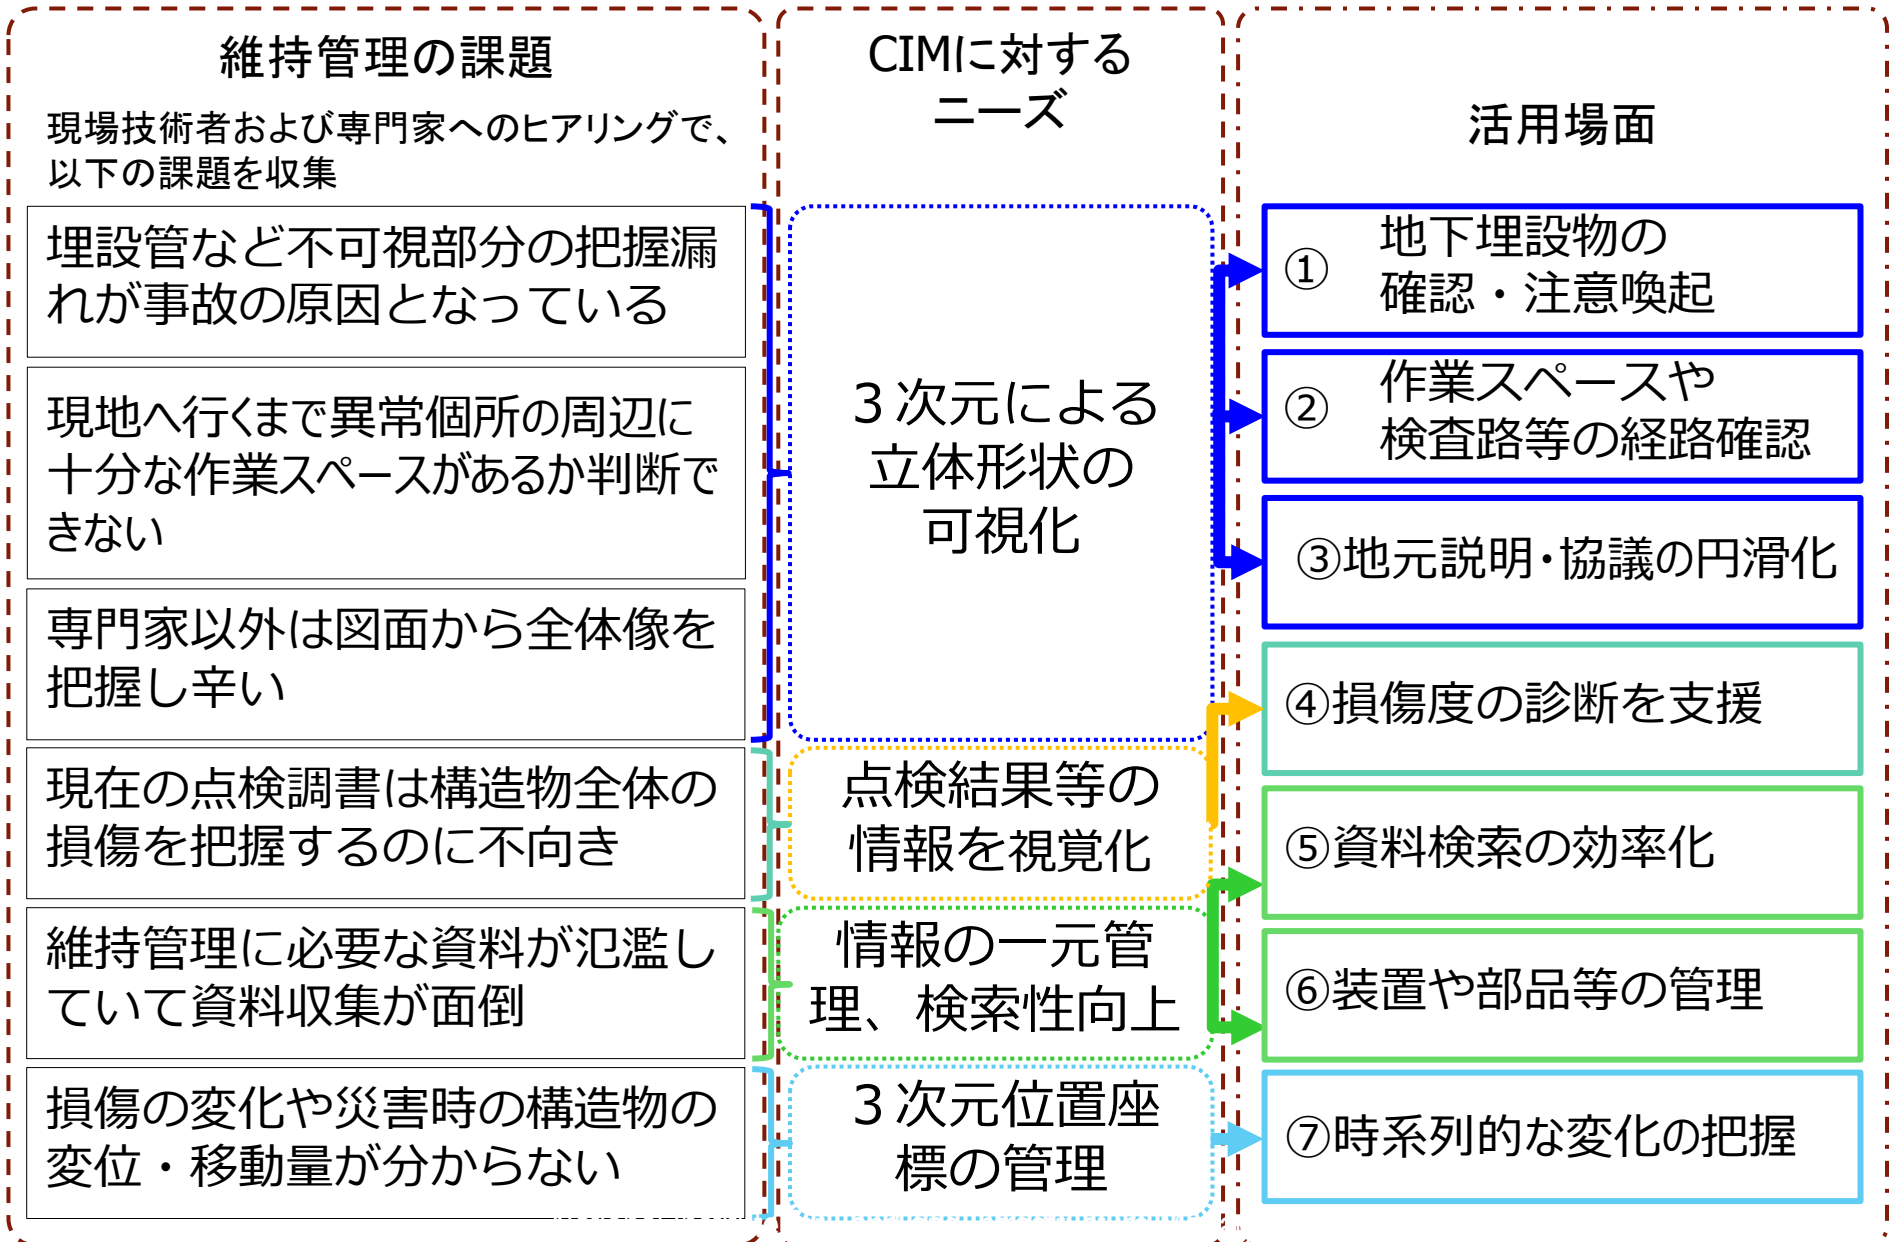 維持管理の課題
現場技術者および専門家へのヒアリングで、
以下の課題を収集
埋設管など不可視部分の把握漏
れが事故の原因となっている
現地へ行くまで異常個所の周辺に
十分な作業スペースがあるか判断で
きない
専門家以外は図面から全体像を
把握し辛い
現在の点検調書は構造物全体の
損傷を把握するのに不向き
維持管理に必要な資料が氾濫し
ていて資料収集が面倒
損傷の変化や災害時の構造物の
変位・移動量が分からない
CIMに対する
ニーズ
３次元による
立体形状の
可視化
点検結果等の
情報を視覚化
情報の一元管
理、検索性向上
３次元位置座
標の管理
活用場面
① 地下埋設物の
確認・注意喚起
② 作業スペースや
検査路等の経路確認
③地元説明・協議の円滑化
④損傷度の診断を支援
⑤資料検索の効率化
⑥装置や部品等の管理
⑦時系列的な変化の把握